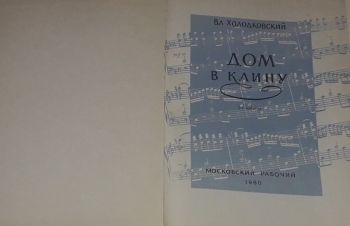 Вл. ХОЛОДКОВСКИЙ
ДОМ
В КЛИНУ
МОСКОВСКИЙ РАБОЧИЙ
1960